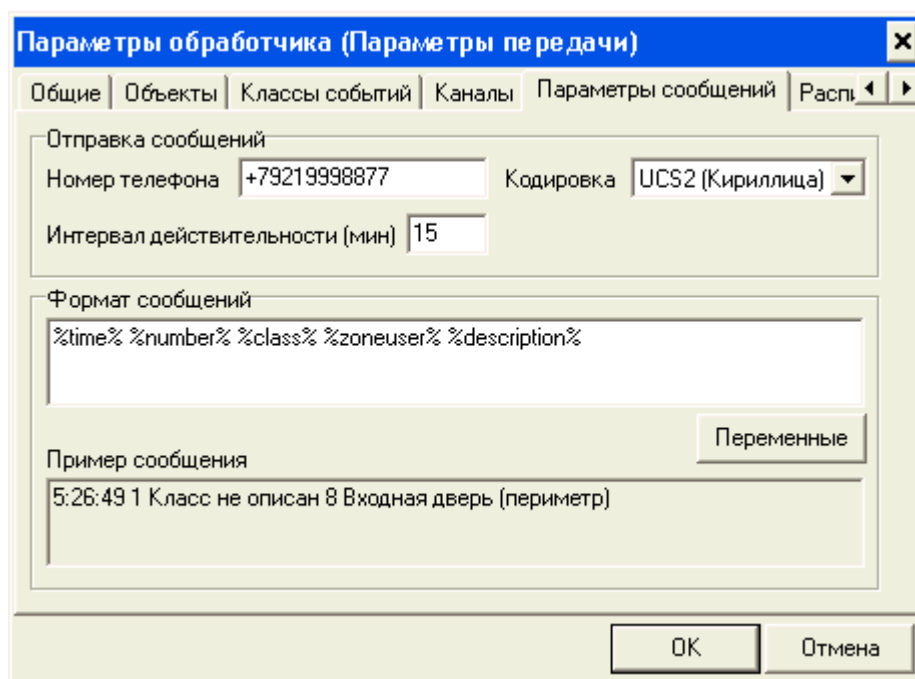 Параметры обработчика (Параметры передачи)
Общие Объекты Классы событий Каналы Параметры сообщений
Отправка сообщений
Номер телефона +79219998877 Кодировка UCS2 (Кириллица)
Интервал действительности (мин) 15
Формат сообщений
%time% %number% %class% %zoneuser% %description%
Переменные
Пример сообщения
5:26:49 1 Класс не описан 8 Входная дверь (периметр)
OK Отмена